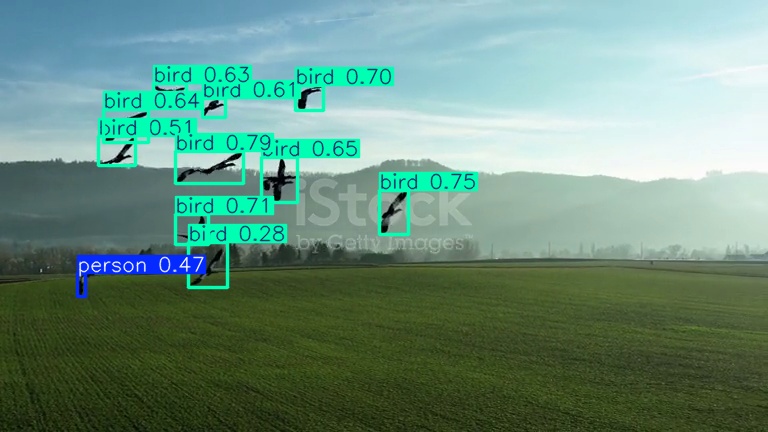 bird 0.63
bird 0.70
bird 0.61
bird 0.64
bird 0.51
bird 0.79
bird 0.65
bird 0.75
iStock
by Getty Images™
bird 0.71
bird 0.28
person 0.47